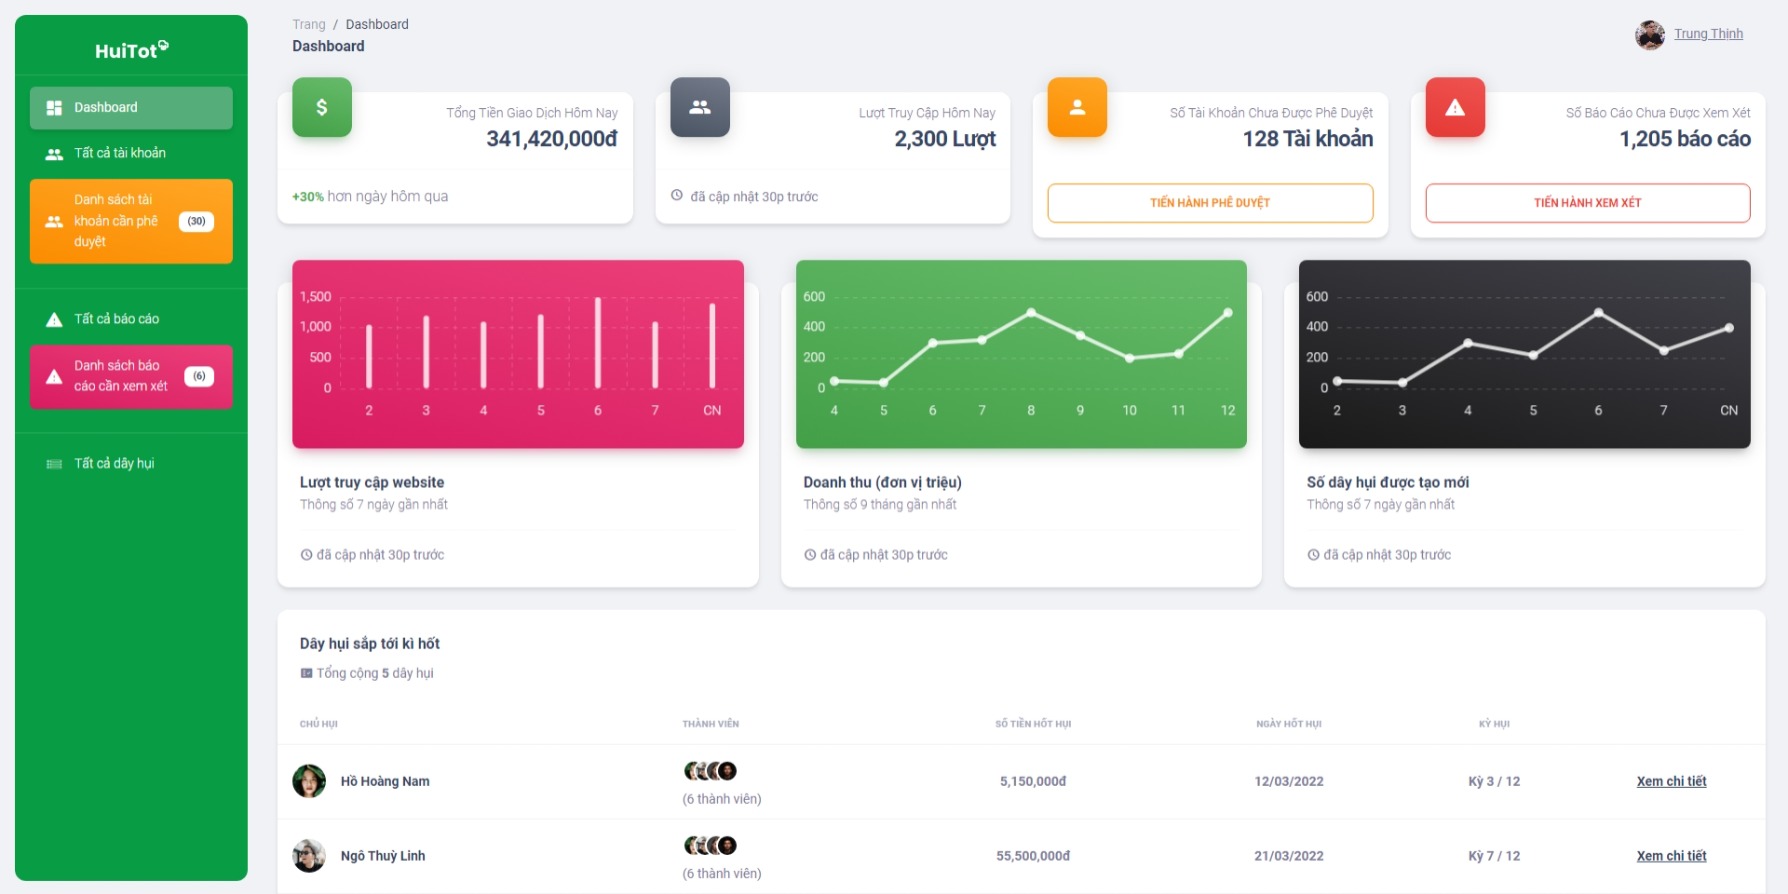 HuiTot
Dashboard
Tất cả tài khoản
Danh sách tài
khoản cần phê
duyệt
(30)
Tất cả báo cáo
Danh sách báo
cáo cần xem xét
(6)
Tất cả dây hụi
Trang / Dashboard
Dashboard
Trung Thịnh
$
Tổng Tiền Giao Dịch Hôm Nay
341,420,000đ
+30% hơn ngày hôm qua
Lượt Truy Cập Hôm Nay
2,300 Lượt
đã cập nhật 30p trước
Số Tài Khoản Chưa Được Phê Duyệt
128 Tài khoản
TIẾN HÀNH PHÊ DUYỆT
Số Báo Cáo Chưa Được Xem Xét
1,205 báo cáo
TIẾN HÀNH XEM XÉT
1,500
1,000
500
0
2 3 4 5 6 7 CN
Lượt truy cập website
Thông số 7 ngày gần nhất
đã cập nhật 30p trước
600
400
200
0
4 5 6 7 8 9 10 11 12
Doanh thu (đơn vị triệu)
Thông số 9 tháng gần nhất
đã cập nhật 30p trước
600
400
200
0
2 3 4 5 6 7 CN
Số dây hụi được tạo mới
Thông số 7 ngày gần nhất
đã cập nhật 30p trước
Dây hụi sắp tới kì hốt
Tổng cộng 5 dây hụi
CHỦ HỤI THÀNH VIÊN SỐ TIỀN HỐT HỤI NGÀY HỐT HỤI KỲ HỤI
Hồ Hoàng Nam (6 thành viên) 5,150,000đ 12/03/2022 Kỳ 3 / 12 Xem chi tiết
Ngô Thuỳ Linh (6 thành viên) 55,500,000đ 21/03/2022 Kỳ 7 / 12 Xem chi tiết